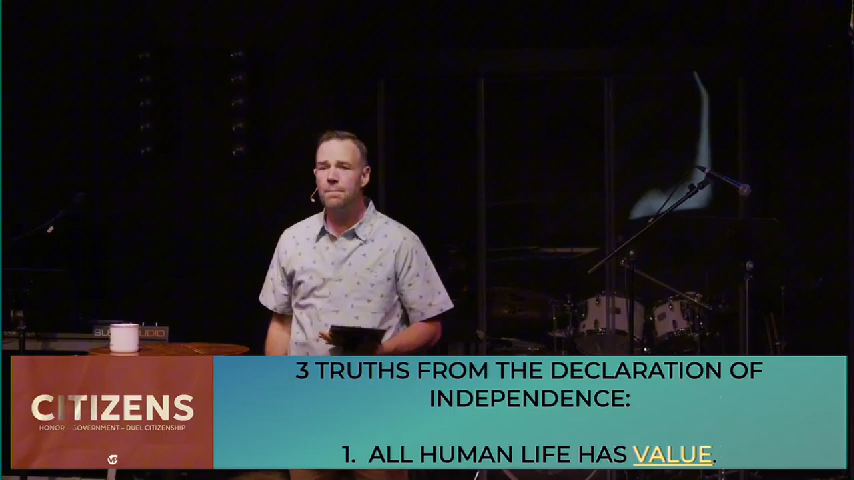 CITIZENS
HONOR - GOVERNMENT - DUEL CITIZENSHIP
3 TRUTHS FROM THE DECLARATION OF
INDEPENDENCE:
1. ALL HUMAN LIFE HAS VALUE.